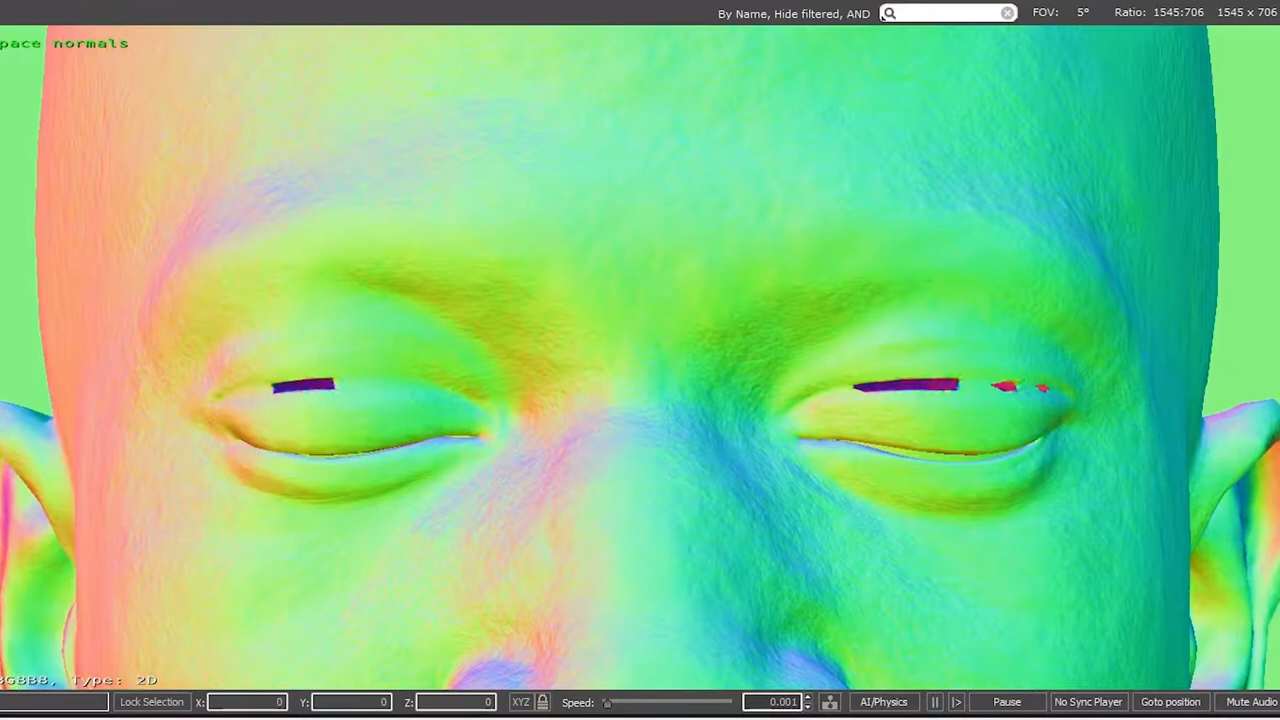 By Name, Hide filtered, AND FOV: 5° Ratio: 1545:706 1545 x 706
pace normals
8G8B8, Type: 2D
Lock Selection X: 0 Y: 0 Z: 0 XYZ Speed: 0.001 AI/Physics Pause No Sync Player Goto position Mute Audio